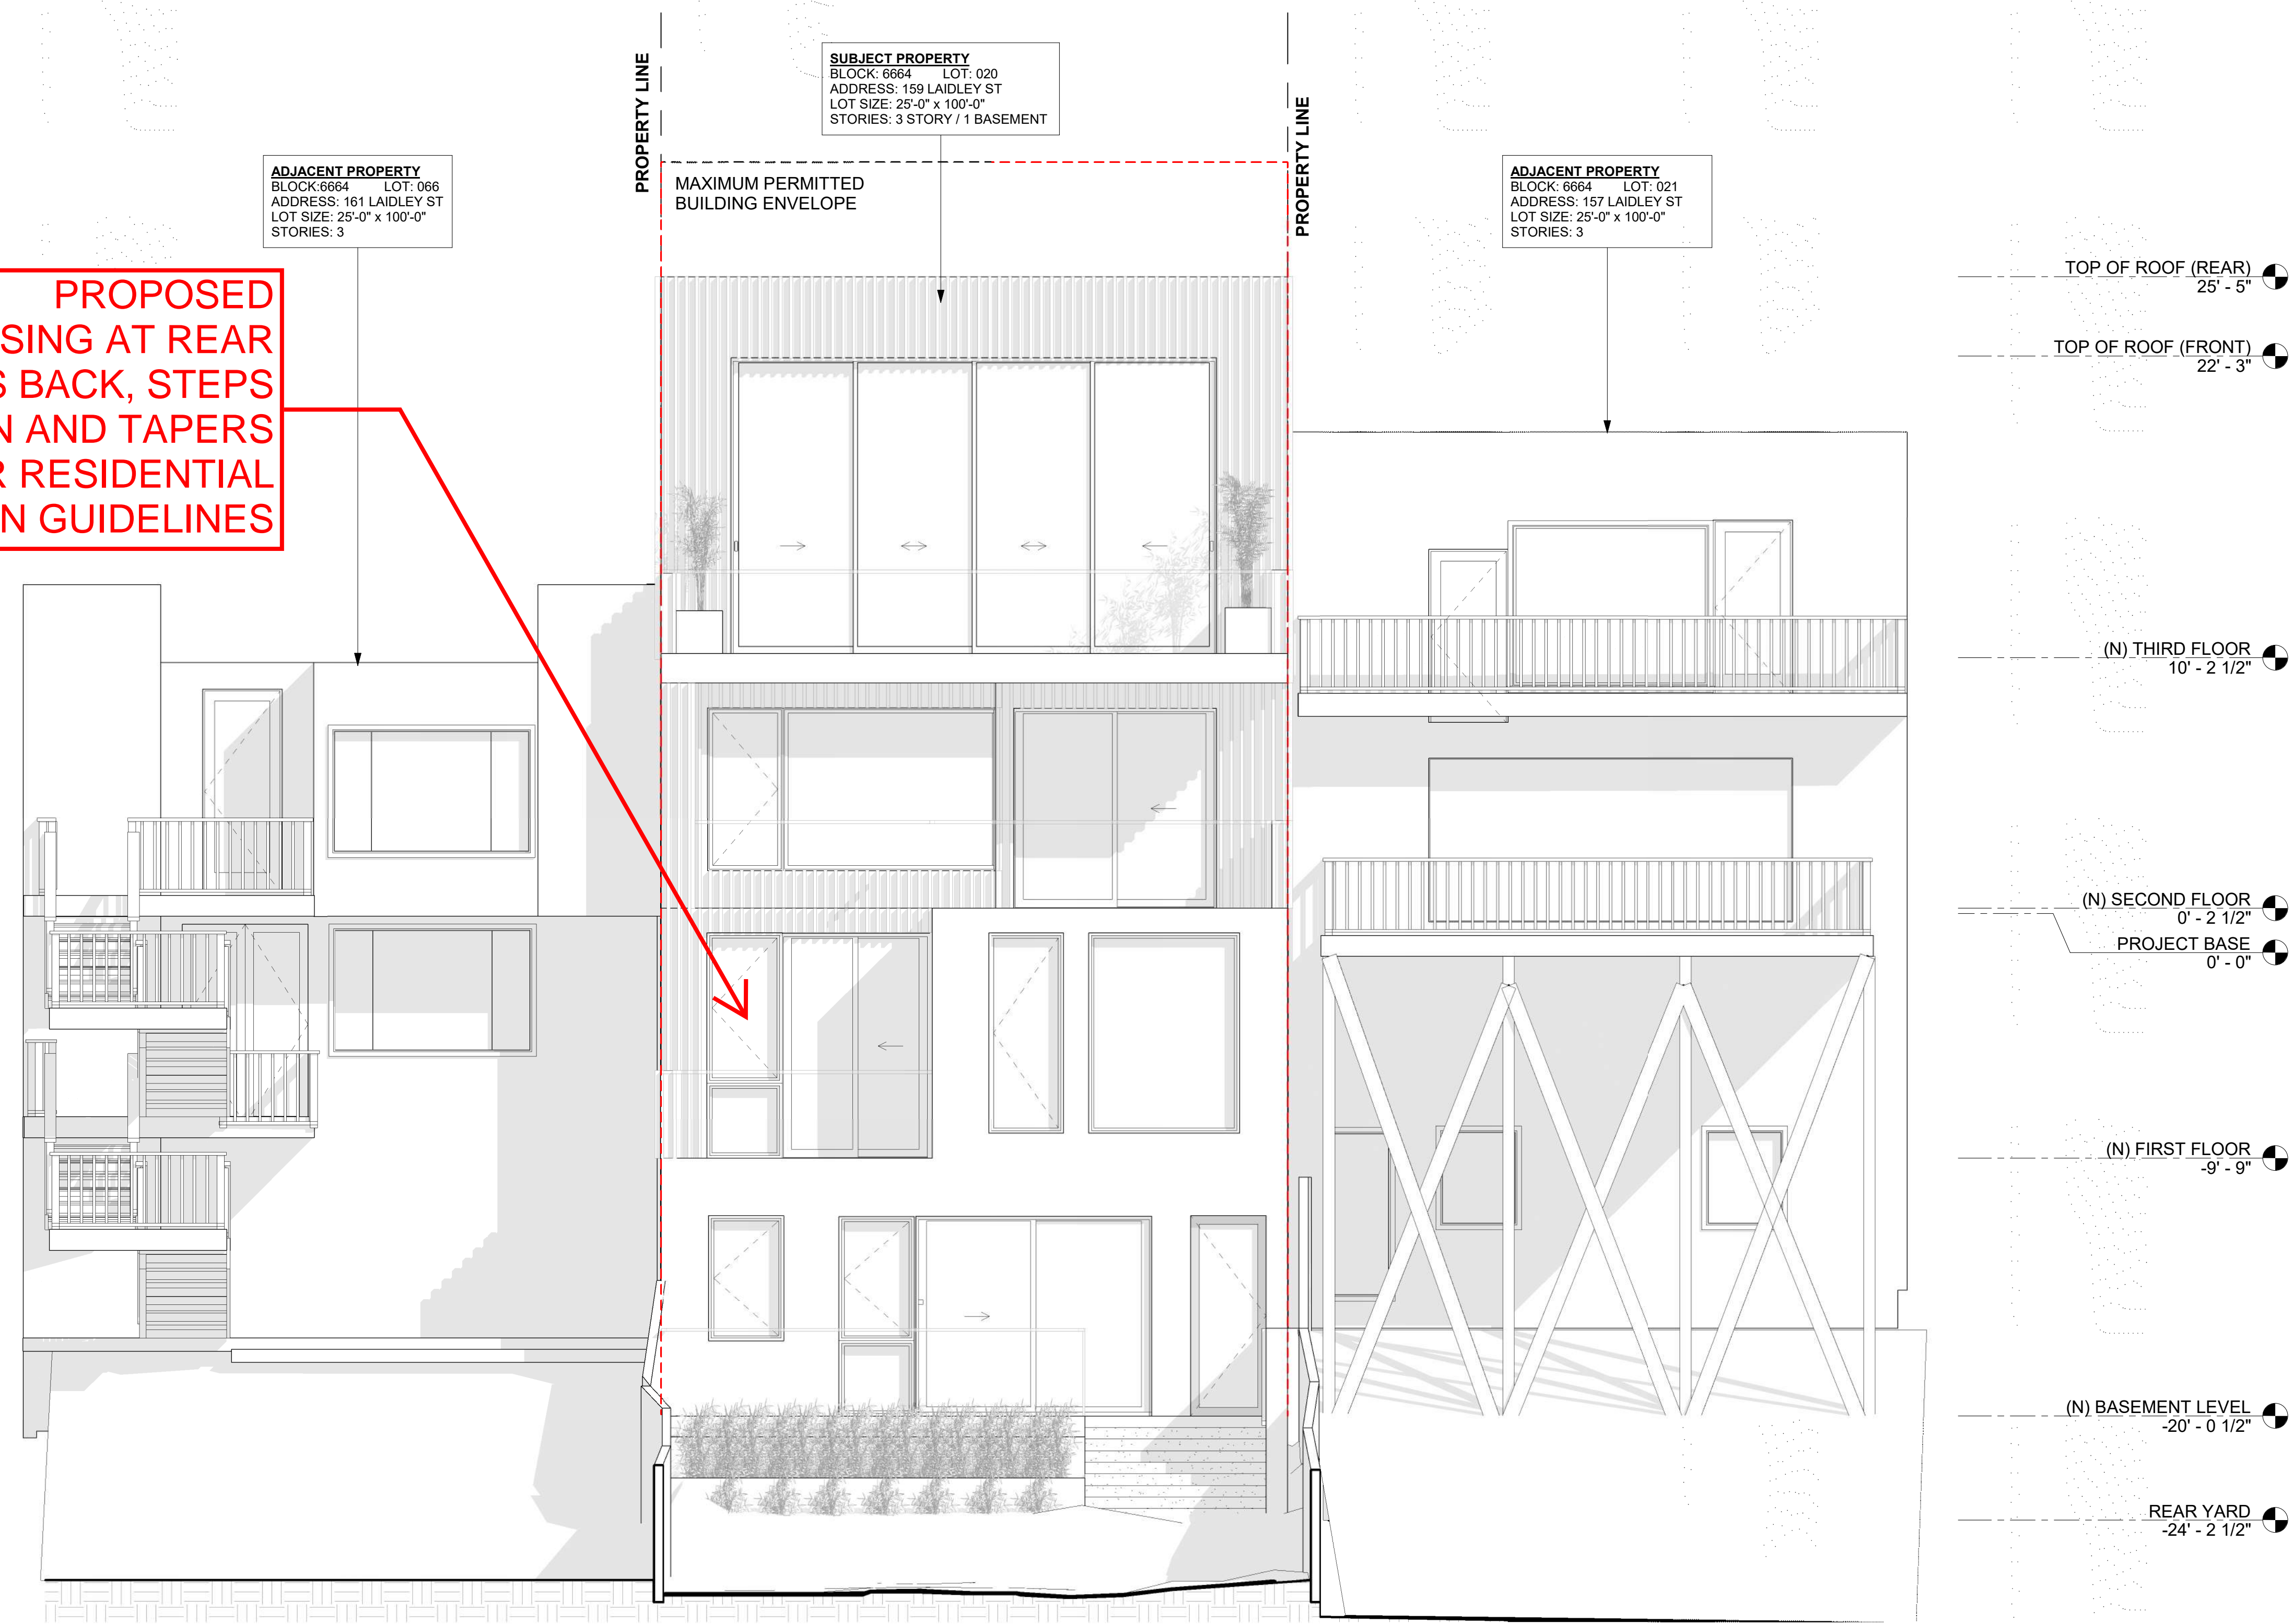 PROPERTY LINE
SUBJECT PROPERTY
BLOCK: 6664 LOT: 020
ADDRESS: 159 LAIDLEY ST
LOT SIZE: 25'-0" x 100'-0"
STORIES: 3 STORY / 1 BASEMENT
PROPERTY LINE
ADJACENT PROPERTY
BLOCK:6664 LOT: 066
ADDRESS: 161 LAIDLEY ST
LOT SIZE: 25'-0" x 100'-0"
STORIES: 3
MAXIMUM PERMITTED
BUILDING ENVELOPE
ADJACENT PROPERTY
BLOCK: 6664 LOT: 021
ADDRESS: 157 LAIDLEY ST
LOT SIZE: 25'-0" x 100'-0"
STORIES: 3
PROPOSED
SING AT REAR
S BACK, STEPS
N AND TAPERS
R RESIDENTIAL
N GUIDELINES
TOP OF ROOF (REAR)
25' - 5"
TOP OF ROOF (FRONT)
22' - 3"
(N) THIRD FLOOR
10' - 2 1/2"
(N) SECOND FLOOR
0' - 2 1/2"
PROJECT BASE
0' - 0"
(N) FIRST FLOOR
-9' - 9"
(N) BASEMENT LEVEL
-20' - 0 1/2"
REAR YARD
-24' - 2 1/2"